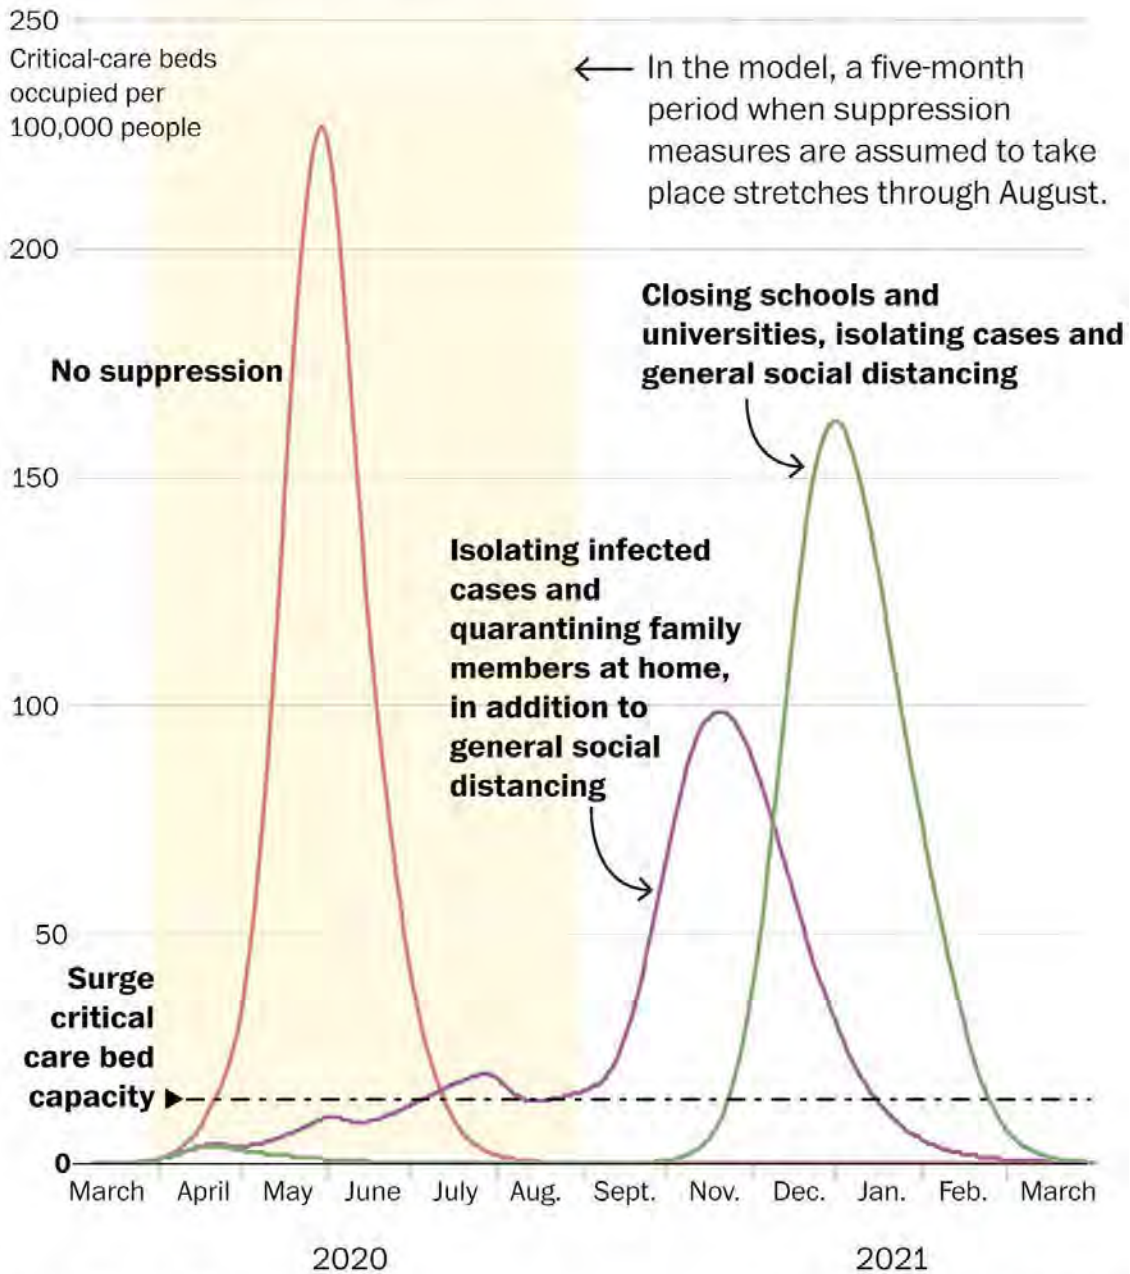 250
Critical-care beds
occupied per
100,000 people
In the model, a five-month
period when suppression
measures are assumed to take
place stretches through August.
200
Closing schools and
universities, isolating cases and
general social distancing
No suppression
150
Isolating infected
cases and
quarantining family
members at home,
in addition to
general social
distancing
100
50
Surge
critical
care bed
capacity
0
March April May June July Aug. Sept. Nov. Dec. Jan. Feb. March
2020 2021